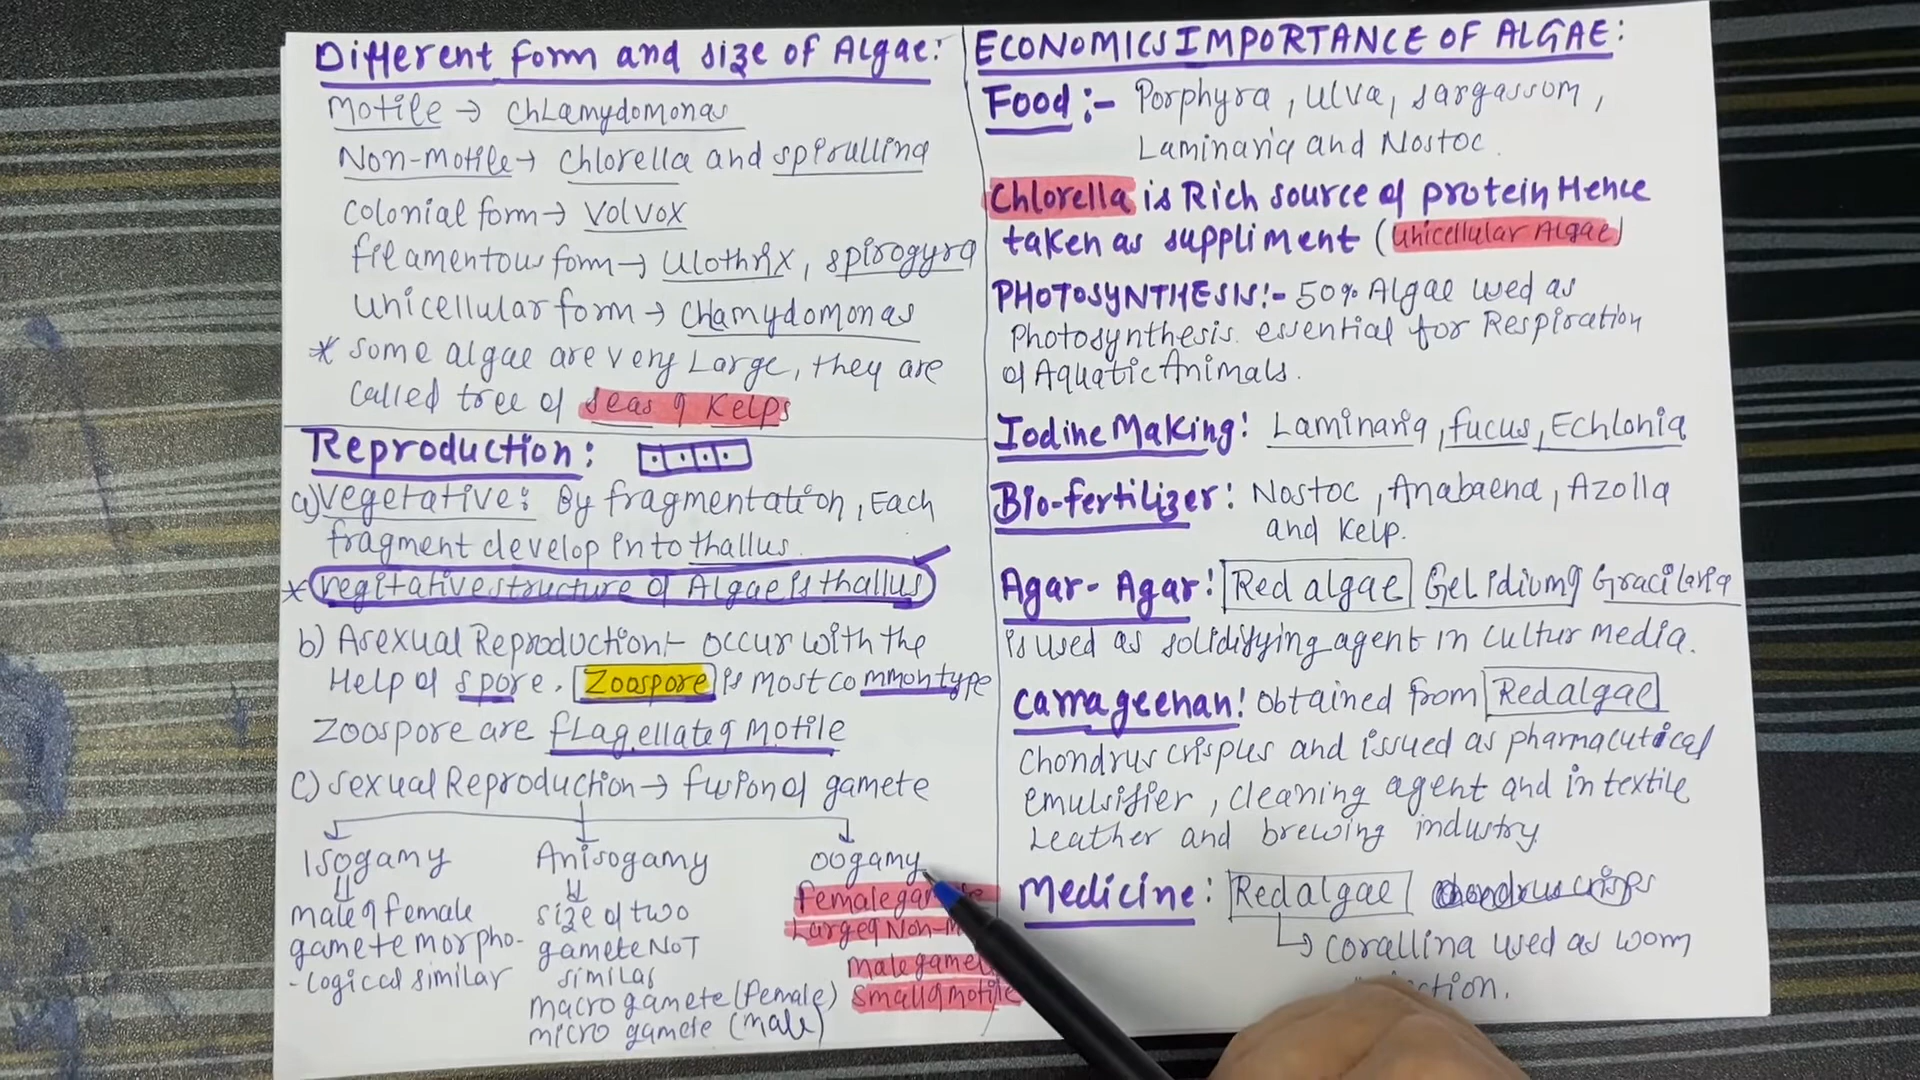 Different form and size of Algae:
Motile → Chlamydomonas
Non-motile → Chlorella and spirullina
Colonial form → Volvox
filamentous form → Ulothrix, spirogyra
Unicellular form → Chamydomonas
* some algae are very Large, they are
called tree of seas & Kelps
Reproduction:
a) Vegetative: By fragmentation, Each
fragment develop into thallus.
* vegitative structure of Algae is thallus
b) Asexual Reproduction:- occur with the
Help of spore. Zoospore is most common type
Zoospore are flagellate & motile
c) Sexual Reproduction → fusion of gamete
Isogamy Anisogamy oogamy
male & female
gamete morpho-
-logical similar
size of two
gamete NOT
similar
macro gamete (female)
micro gamete (male)
female
Large & Non-
male
small & motile
ECONOMICS IMPORTANCE OF ALGAE:
Food:- Porphyra, Ulva, sargassum,
Laminaria and Nostoc.
Chlorella is Rich source of protein Hence
taken as suppliment (unicellular Algae)
PHOTOSYNTHESIS:- 50% Algae used as
Photosynthesis. essential for Respiration
of Aquatic Animals.
Iodine Making: Laminaria, fucus, Echlonia
Bio-fertilizer: Nostoc, Anabaena, Azolla
and Kelp.
Agar-Agar: Red algae Gelidium & Gracilaria
is used as solidifying agent in cultur media.
Carrageenan: Obtained from Red algae
Chondrus crispus and issued as pharmacutical
emulsifier, cleaning agent and in textile
Leather and brewing industry.
Medicine: Red algae
→ corallina used as worm